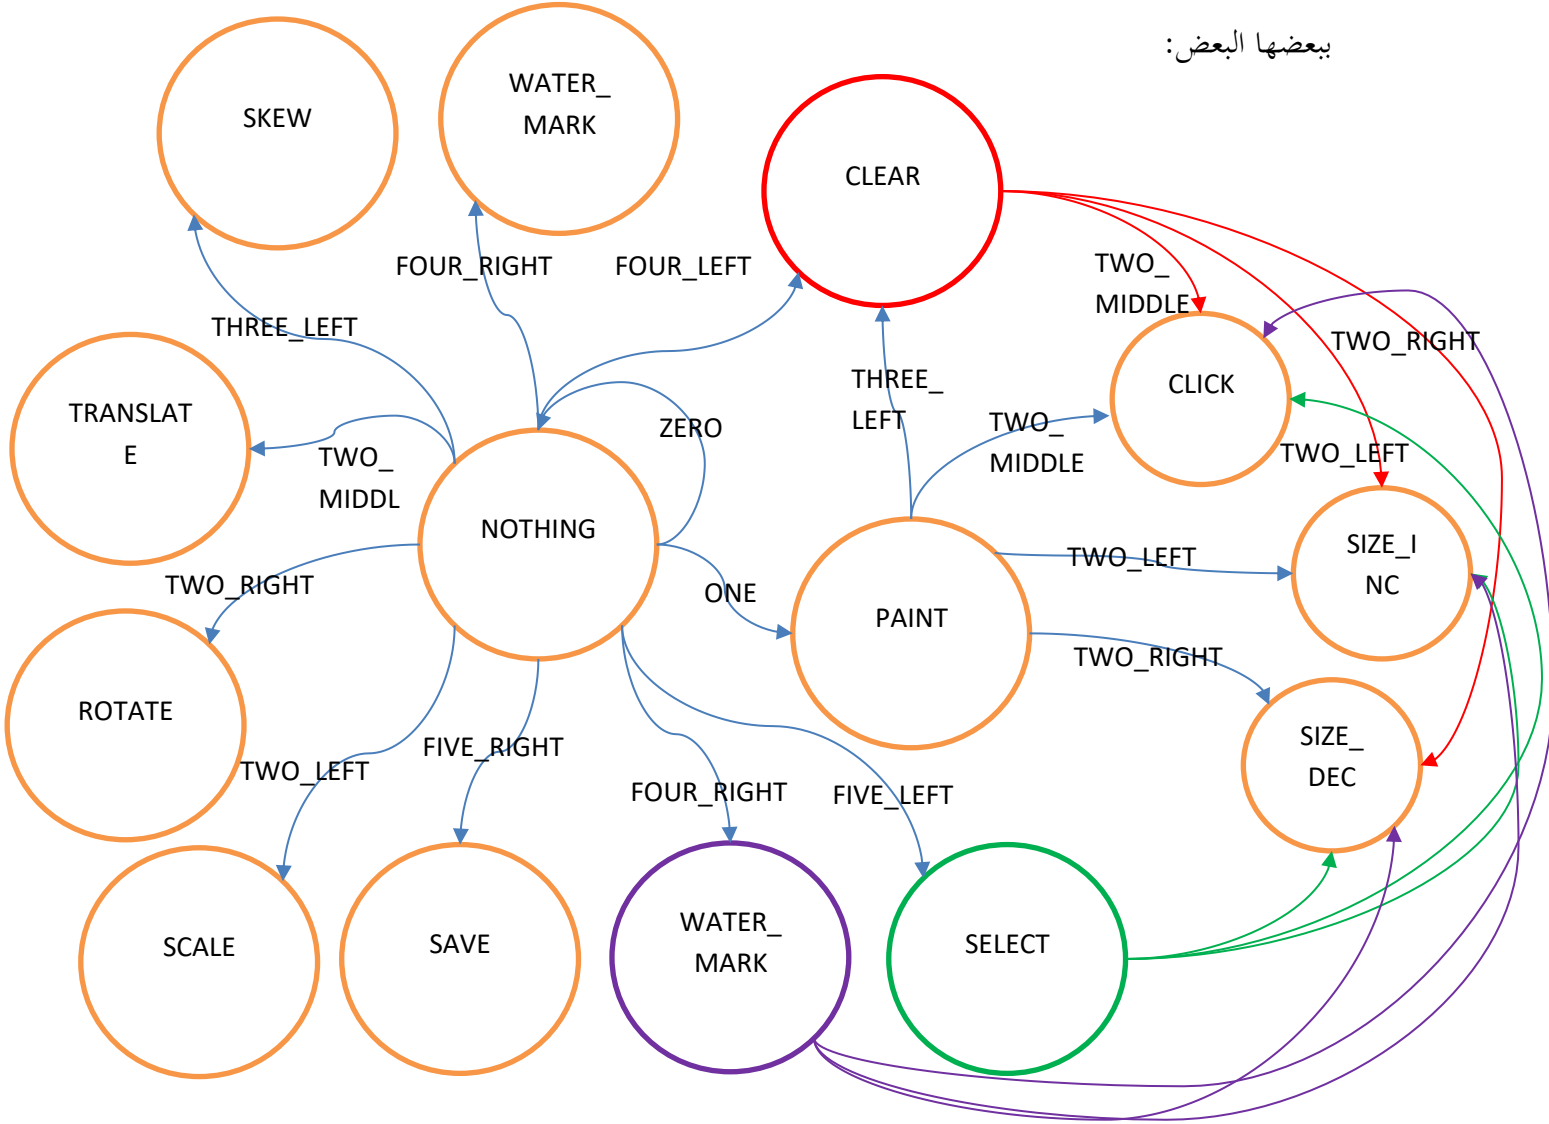 ببعضها البعض:
SKEW
WATER_
MARK
CLEAR
FOUR_RIGHT
FOUR_LEFT
TWO_
MIDDLE
THREE_LEFT
TWO_RIGHT
THREE_
LEFT
CLICK
TRANSLAT
E
ZERO
TWO_
MIDDLE
TWO_LEFT
TWO_
MIDDL
NOTHING
SIZE_I
NC
TWO_LEFT
TWO_RIGHT
ONE
PAINT
TWO_RIGHT
ROTATE
SIZE_
DEC
TWO_LEFT
FIVE_RIGHT
FOUR_RIGHT
FIVE_LEFT
SCALE
SAVE
WATER_
MARK
SELECT